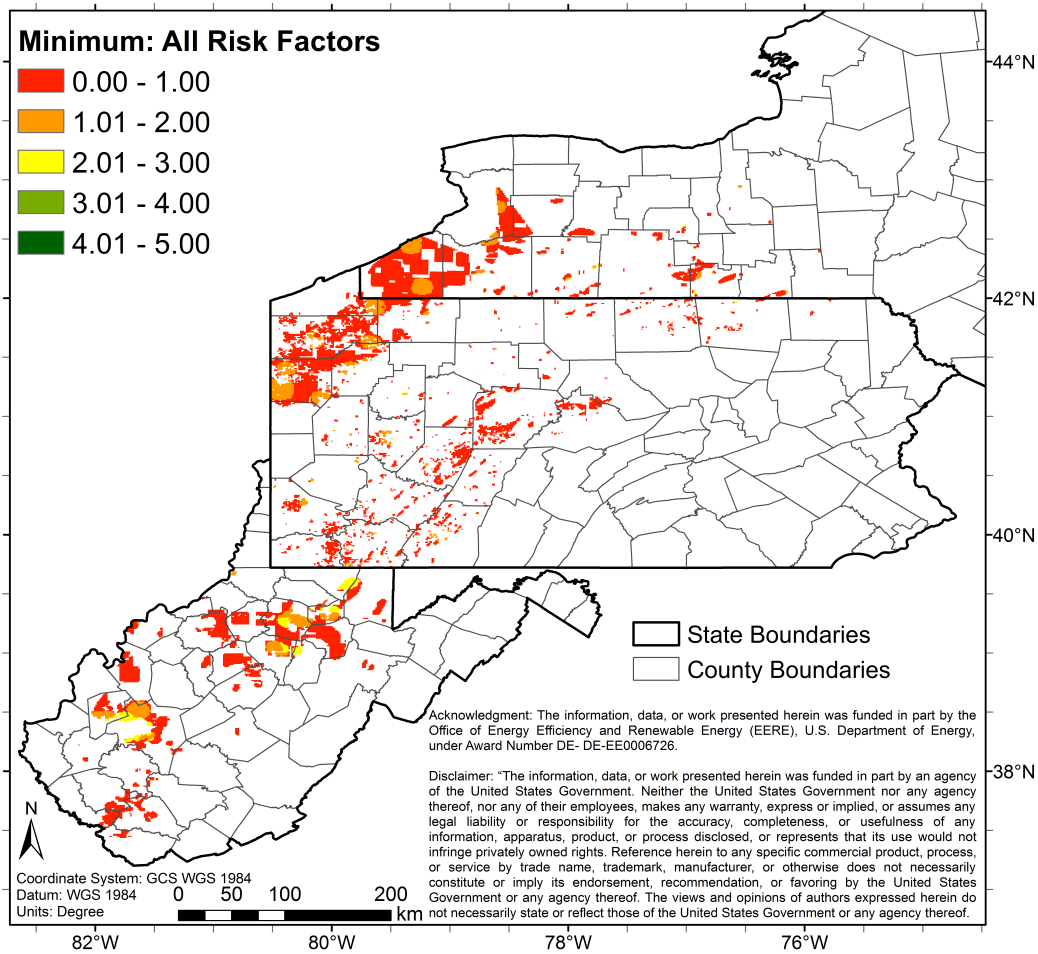 Minimum: All Risk Factors
0.00 - 1.00
1.01 - 2.00
2.01 - 3.00
3.01 - 4.00
4.01 - 5.00
44°N
42°N
40°N
38°N
State Boundaries
County Boundaries
Acknowledgment: The information, data, or work presented herein was funded in part by the
Office of Energy Efficiency and Renewable Energy (EERE), U.S. Department of Energy,
under Award Number DE- DE-EE0006726.
Disclaimer: “The information, data, or work presented herein was funded in part by an agency
of the United States Government. Neither the United States Government nor any agency
thereof, nor any of their employees, makes any warranty, express or implied, or assumes any
legal liability or responsibility for the accuracy, completeness, or usefulness of any
information, apparatus, product, or process disclosed, or represents that its use would not
infringe privately owned rights. Reference herein to any specific commercial product, process,
or service by trade name, trademark, manufacturer, or otherwise does not necessarily
constitute or imply its endorsement, recommendation, or favoring by the United States
Government or any agency thereof. The views and opinions of authors expressed herein do
not necessarily state or reflect those of the United States Government or any agency thereof.
N
Coordinate System: GCS WGS 1984
Datum: WGS 1984
Units: Degree
0 50 100 200
km
82°W 80°W 78°W 76°W